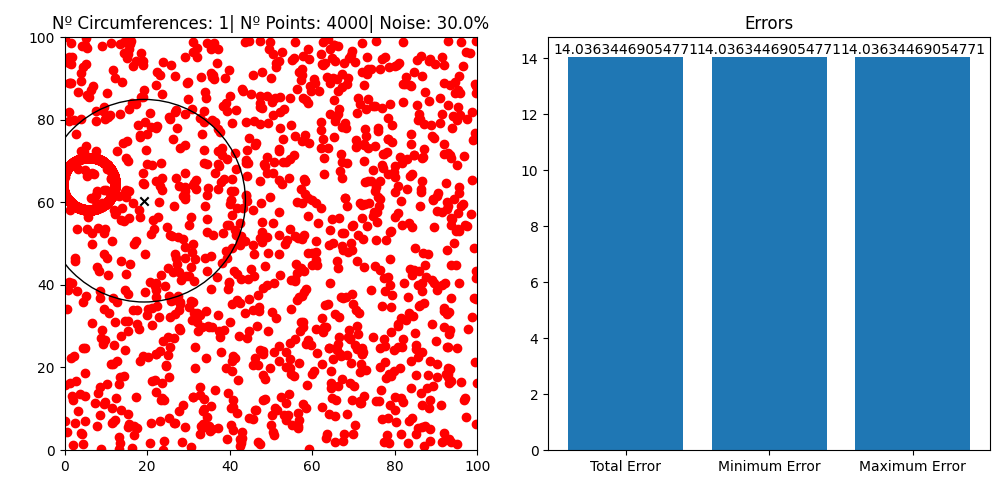 Nº Circumferences: 1| Nº Points: 4000| Noise: 30.0%
100
80
60
40
20
0
0 20 40 60 80 100
Errors
14.036344690547711 14.036344690547711 14.03634469054771
14
12
10
8
6
4
2
0
Total Error Minimum Error Maximum Error